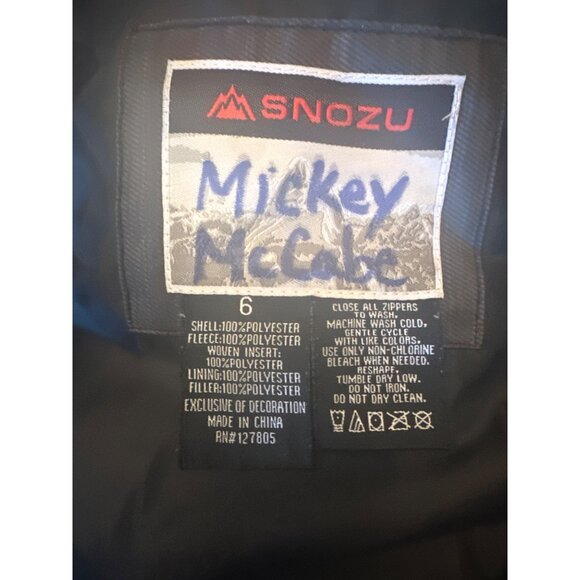 SNOZU
Mickey
McCabe
6
SHELL:100%POLYESTER
FLEECE:100%POLYESTER
WOVEN INSERT:
100%POLYESTER
LINING:100%POLYESTER
FILLER:100%POLYESTER
EXCLUSIVE OF DECORATION
MADE IN CHINA
RN#127805
CLOSE ALL ZIPPERS
TO WASH.
MACHINE WASH COLD,
GENTLE CYCLE
WITH LIKE COLORS,
USE ONLY NON-CHLORINE
BLEACH WHEN NEEDED.
RESHAPE,
TUMBLE DRY LOW.
DO NOT IRON.
DO NOT DRY CLEAN.